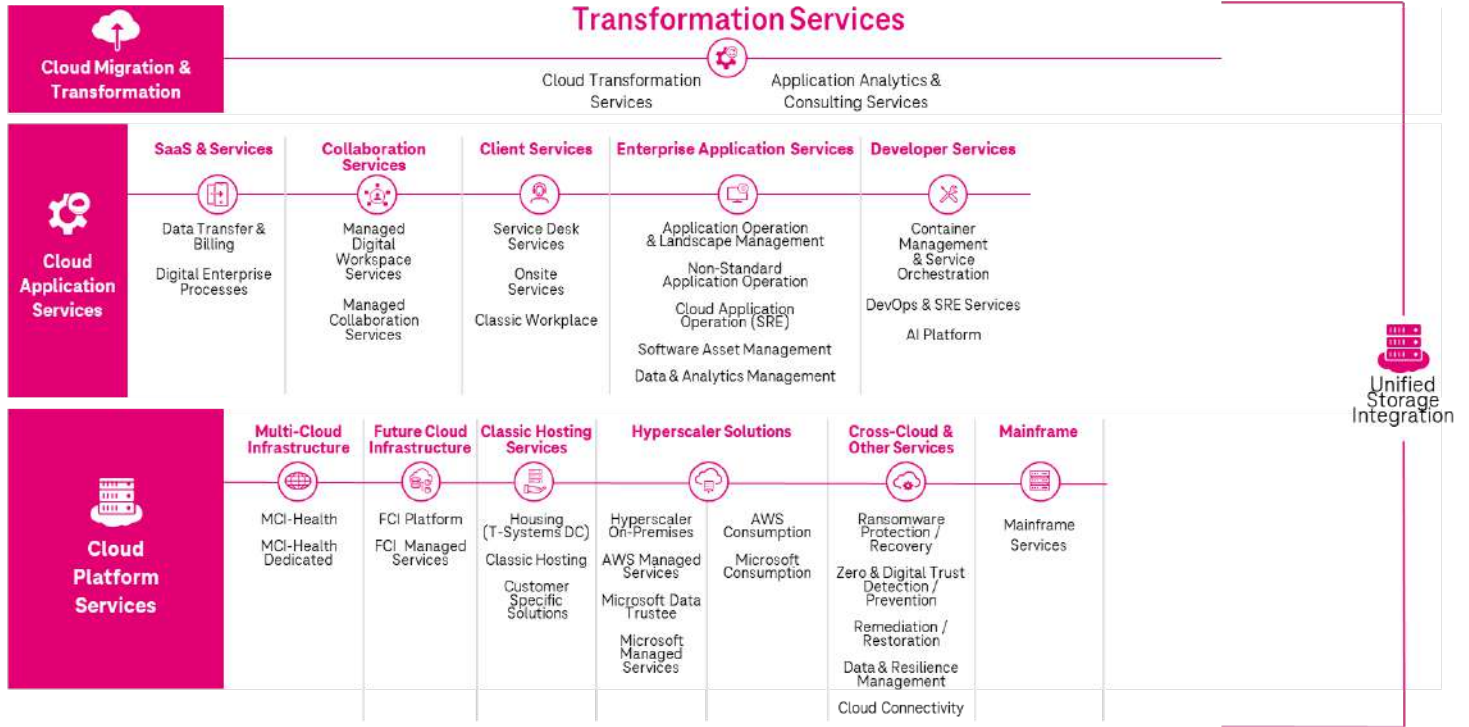 Transformation Services
Cloud Migration &
Transformation
Cloud Transformation
Services
Application Analytics &
Consulting Services
Cloud
Application
Services
SaaS & Services
Data Transfer &
Billing
Digital Enterprise
Processes
Collaboration
Services
Managed
Digital
Workspace
Services
Managed
Collaboration
Services
Client Services
Service Desk
Services
Onsite
Services
Classic Workplace
Enterprise Application Services
Application Operation
& Landscape Management
Non-Standard
Application Operation
Cloud Application
Operation (SRE)
Software Asset Management
Data & Analytics Management
Developer Services
Container
Management
& Service
Orchestration
DevOps & SRE Services
AI Platform
Unified
Storage
Integration
Cloud
Platform
Services
Multi-Cloud
Infrastructure
MCI-Health
MCI-Health
Dedicated
Future Cloud
Infrastructure
FCI Platform
FCI Managed
Services
Classic Hosting
Services
Housing
(T-Systems DC)
Classic Hosting
Customer
Specific
Solutions
Hyperscaler Solutions
Hyperscaler
On-Premises
AWS Managed
Services
Microsoft Data
Trustee
Microsoft
Managed
Services
AWS
Consumption
Microsoft
Consumption
Cross-Cloud &
Other Services
Ransomware
Protection /
Recovery
Zero & Digital Trust
Detection /
Prevention
Remediation /
Restoration
Data & Resilience
Management
Cloud Connectivity
Mainframe
Mainframe
Services